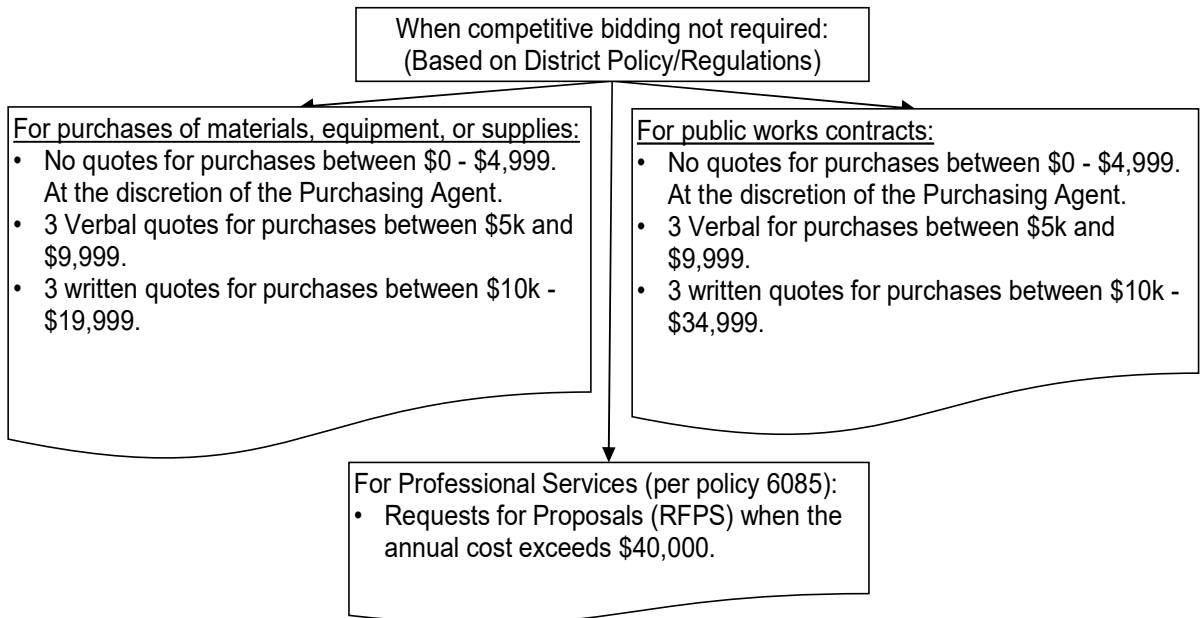 When competitive bidding not required:
(Based on District Policy/Regulations)
For purchases of materials, equipment, or supplies:
• No quotes for purchases between $0 - $4,999.
At the discretion of the Purchasing Agent.
• 3 Verbal quotes for purchases between $5k and
$9,999.
• 3 written quotes for purchases between $10k -
$19,999.
For public works contracts:
• No quotes for purchases between $0 - $4,999.
At the discretion of the Purchasing Agent.
• 3 Verbal for purchases between $5k and
$9,999.
• 3 written quotes for purchases between $10k -
$34,999.
For Professional Services (per policy 6085):
• Requests for Proposals (RFPS) when the
annual cost exceeds $40,000.